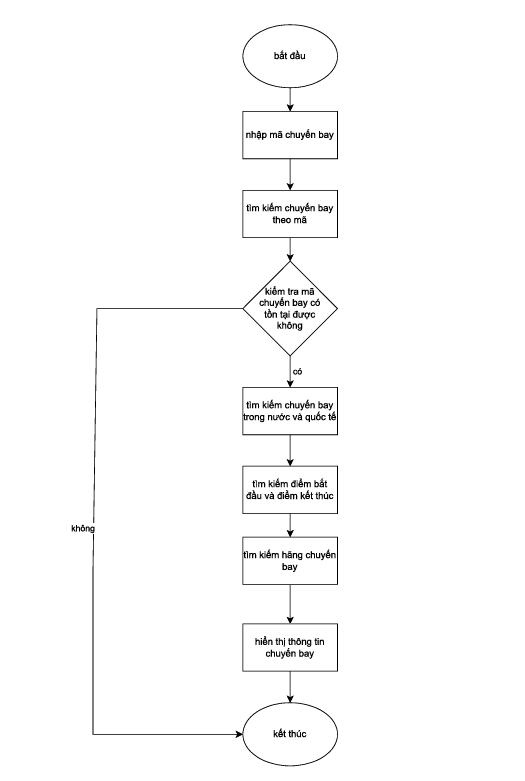 bắt đầu
nhập mã chuyến bay
tìm kiếm chuyến bay
theo mã
kiểm tra mã
chuyến bay có
tồn tại được
không
có
tìm kiếm chuyến bay
trong nước và quốc tế
tìm kiếm điểm bắt
đầu và điểm kết thúc
không
tìm kiếm hãng chuyến
bay
hiển thị thông tin
chuyến bay
kết thúc